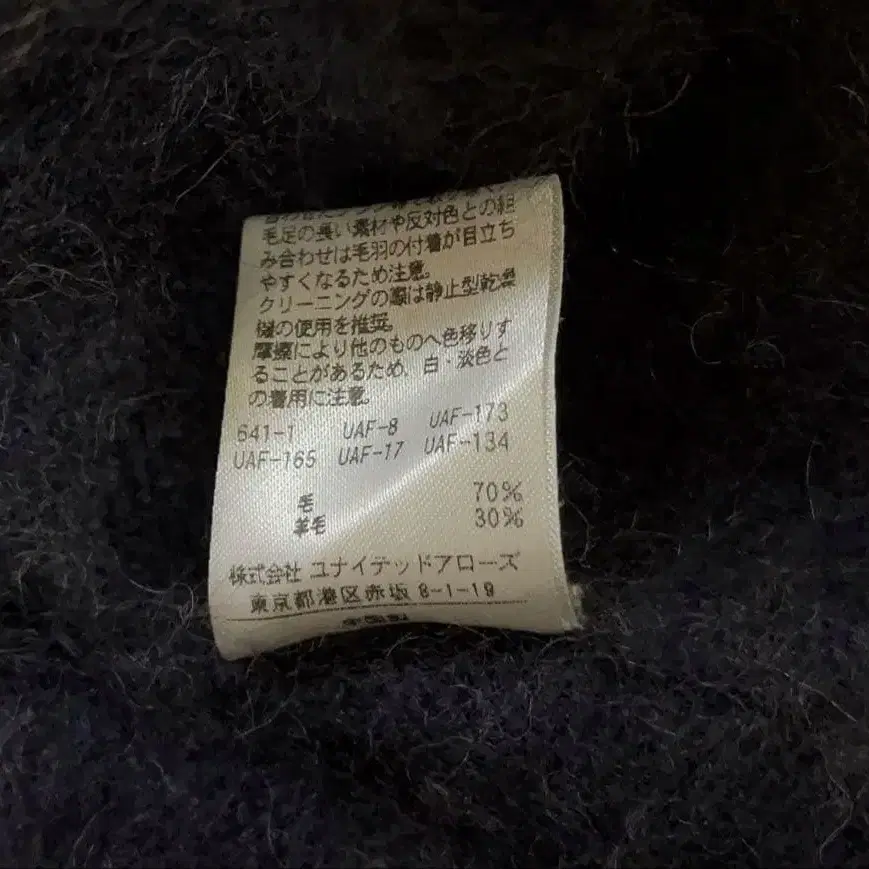 毛足の長い素材や反対色との組
み合わせは毛羽の付着が目立ち
やすくなるため注意。
クリーニングの際は静止型乾燥
機の使用を推奨。
摩擦により他のものへ色移りす
ることがあるため、白・淡色と
の着用に注意。
641-1 UAF-8 UAF-173
UAF-165 UAF-17 UAF-134
毛 70%
羊毛 30%
株式会社 ユナイテッドアローズ
東京都港区赤坂 8-1-19